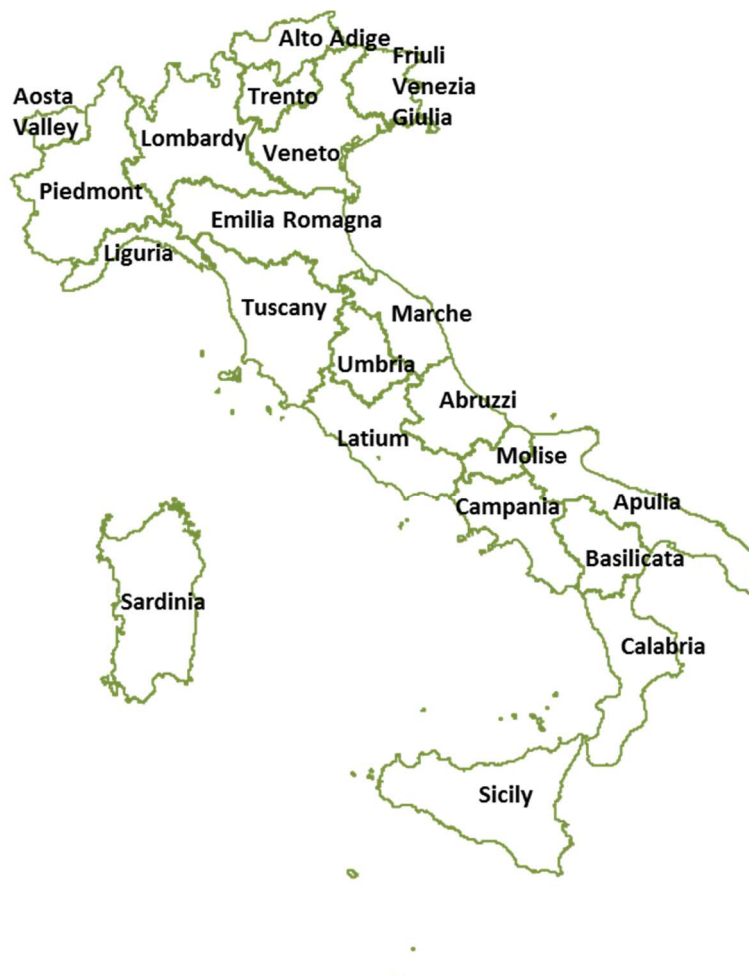 Alto Adige
Friuli
Venezia
Giulia
Aosta
Valley
Trento
Lombardy
Veneto
Piedmont
Emilia Romagna
Liguria
Tuscany
Marche
Umbria
Abruzzi
Latium
Molise
Campania
Apulia
Basilicata
Sardinia
Calabria
Sicily